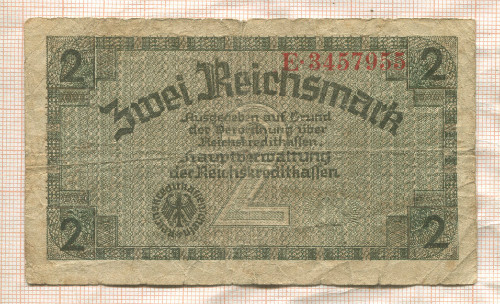 2 E·3457955 2
Zwei Reichsmark
Ausgegeben auf Grund
der Verordnung über
Reichskreditkassen.
Hauptverwaltung
der Reichskreditkassen
2
2 2